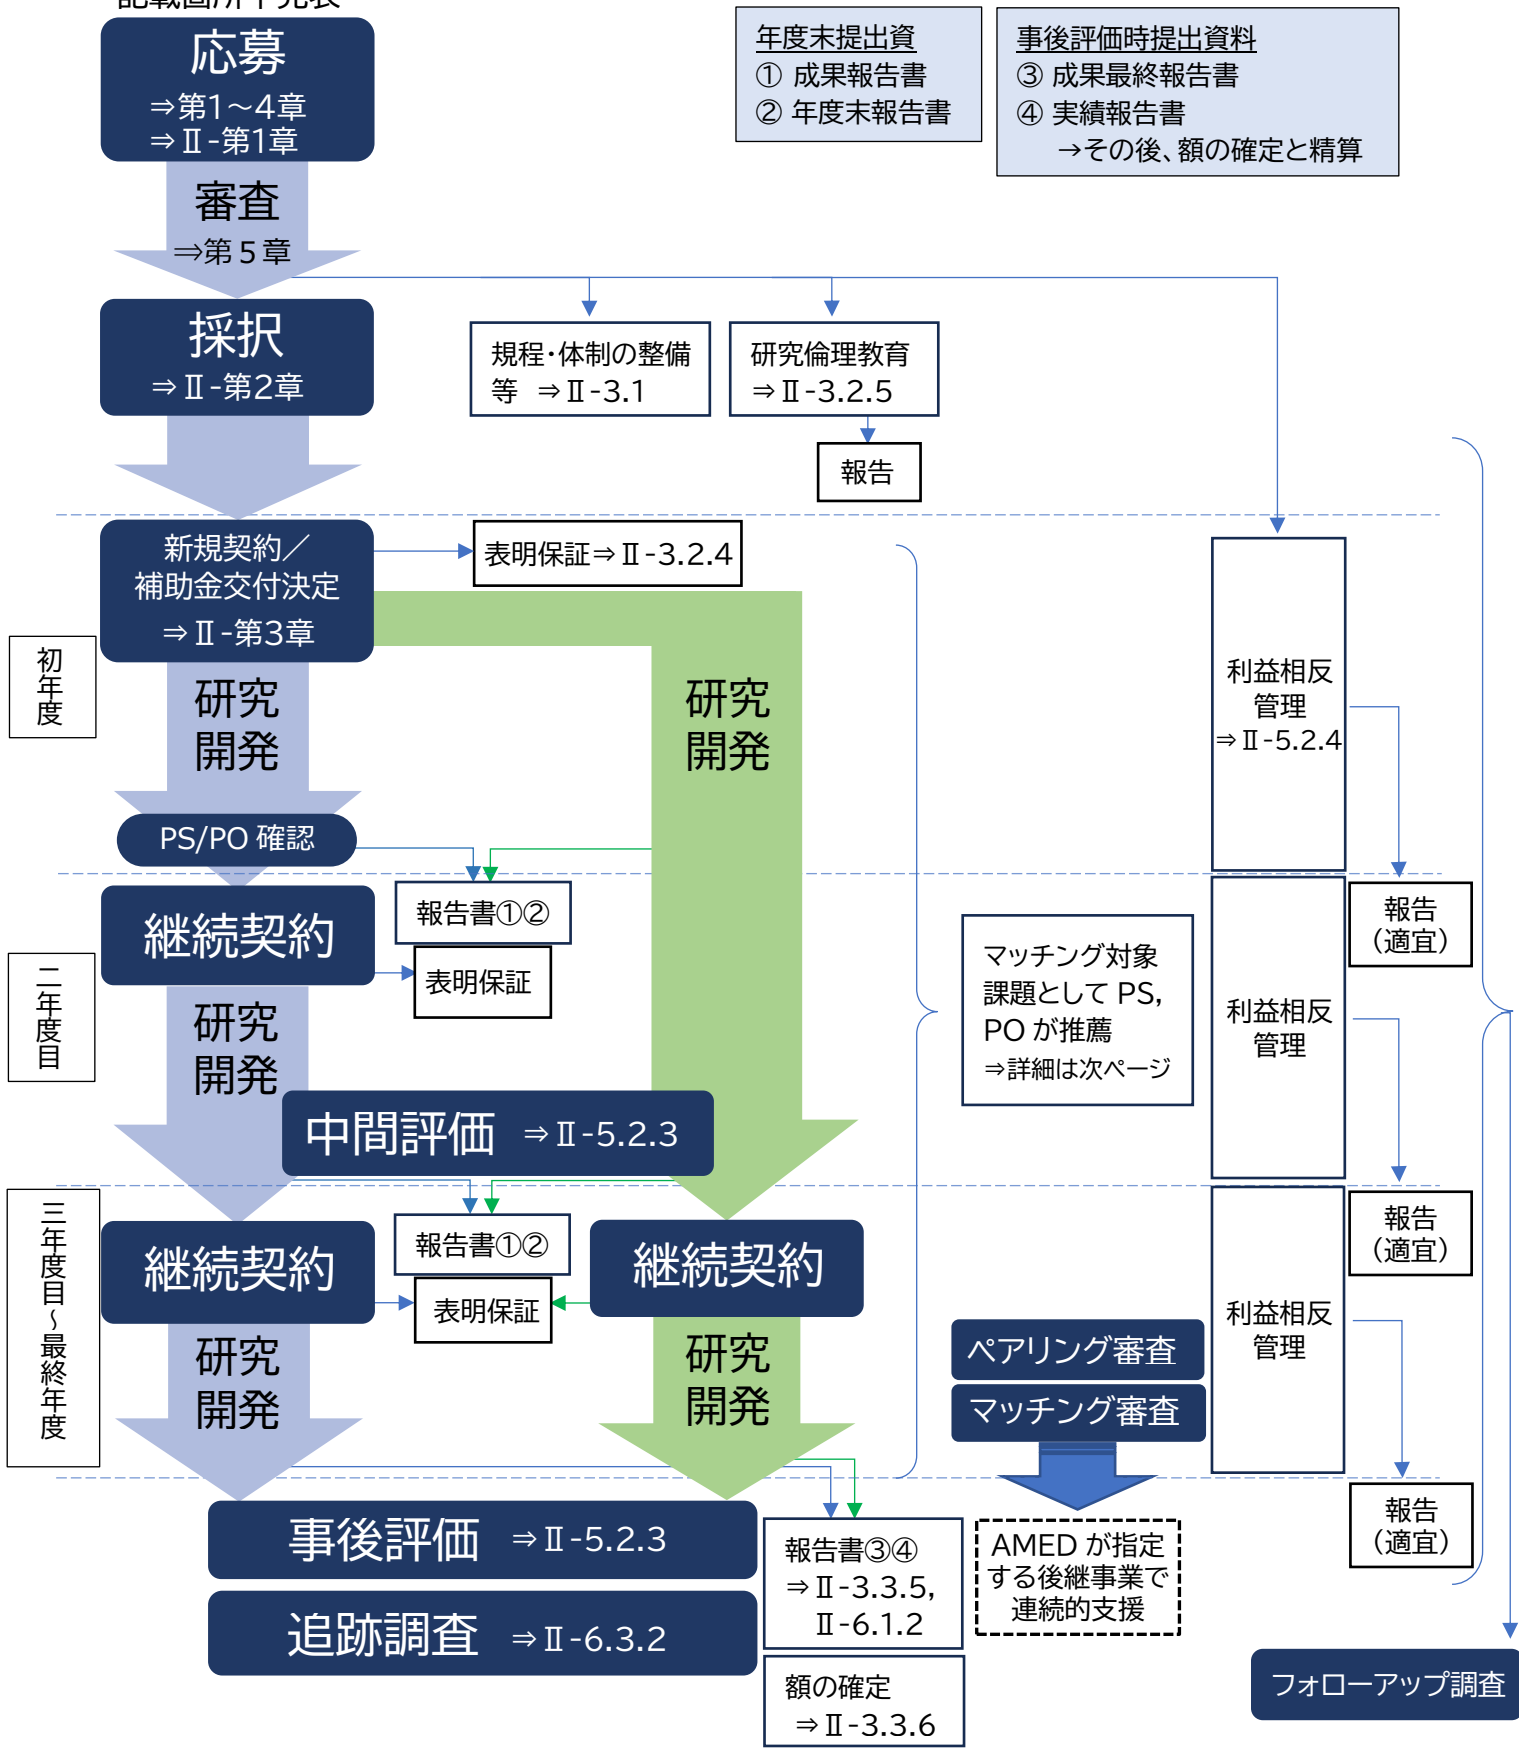 応募
⇒第1～4章
⇒Ⅱ-第1章
年度末提出資
① 成果報告書
② 年度末報告書
事後評価時提出資料
③ 成果最終報告書
④ 実績報告書
→その後、額の確定と精算
審査
⇒第5章
採択
⇒Ⅱ-第2章
規程・体制の整備
等 ⇒Ⅱ-3.1
研究倫理教育
⇒Ⅱ-3.2.5
報告
新規契約／
補助金交付決定
⇒Ⅱ-第3章
表明保証⇒Ⅱ-3.2.4
初年度
研究
開発
研究
開発
利益相反
管理
⇒Ⅱ-5.2.4
PS/PO 確認
報告書①②
継続契約
表明保証
報告
（適宜）
マッチング対象
課題として PS,
PO が推薦
⇒詳細は次ページ
利益相反
管理
二年度目
研究
開発
中間評価 ⇒Ⅱ-5.2.3
三年度目～最終年度
継続契約
報告書①②
表明保証
継続契約
報告
（適宜）
利益相反
管理
研究
開発
研究
開発
ペアリング審査
マッチング審査
事後評価 ⇒Ⅱ-5.2.3
追跡調査 ⇒Ⅱ-6.3.2
報告書③④
⇒Ⅱ-3.3.5,
Ⅱ-6.1.2
額の確定
⇒Ⅱ-3.3.6
AMED が指定
する後継事業で
連続的支援
報告
（適宜）
フォローアップ調査